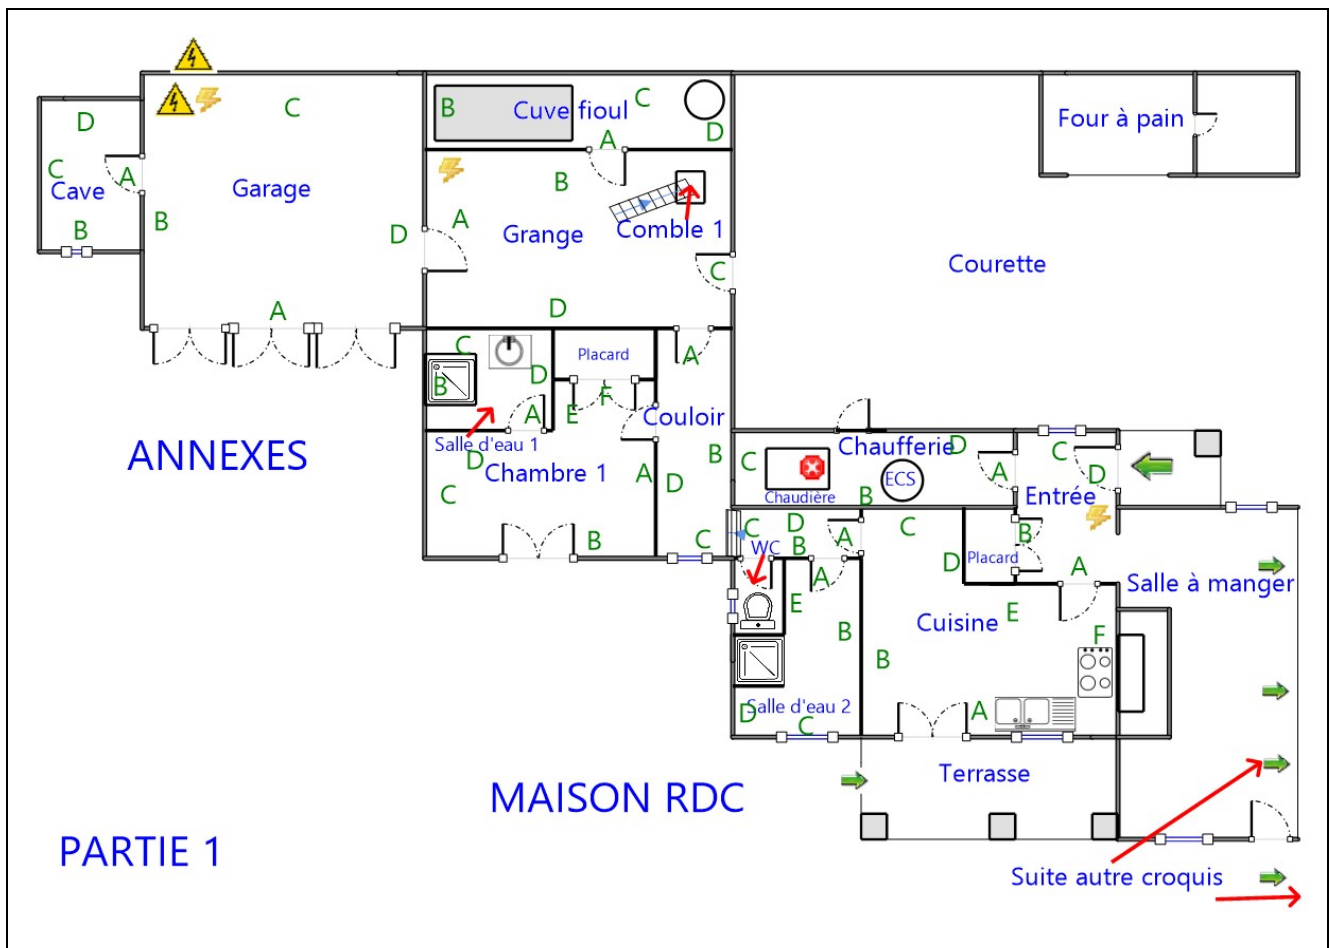 C
B
Cuve fioul
C
D
Four à pain
D
A
C
A
Cave
B
Garage
B
D
A
B
Grange
Comble 1
C
Courette
A
D
C
Placard
A
B
D
E
F
A
Couloir
Salle d'eau 1
D
Chambre 1
C
A
D
B
B
C
ANNEXES
Chaufferie
D
C
ECS
Chaudière
B
A
C
D
Entrée
C
D
B
WC
A
C
D
Placard
B
A
Salle à manger
A
E
B
Cuisine
E
F
B
Salle d'eau 2
D
C
A
MAISON RDC
Terrasse
PARTIE 1
Suite autre croquis